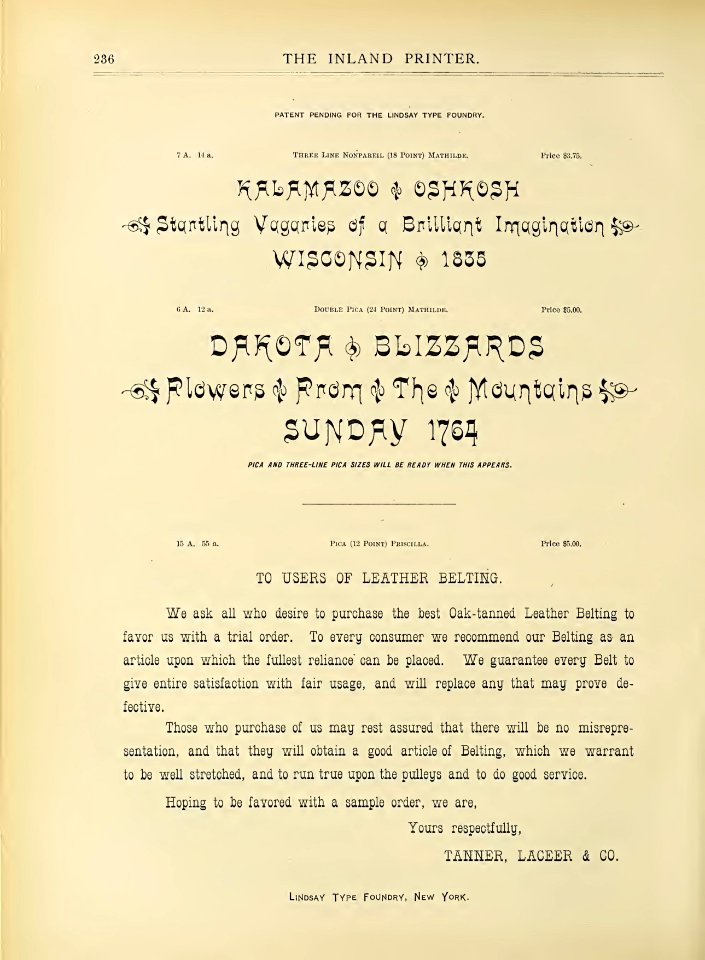 236
THE INLAND PRINTER.
PATENT PENDING FOR THE LINDSAY TYPE FOUNDRY.
7 A. 14 a. THREE LINE NONPAREIL (18 POINT) MATHILDE. Price $3.75.
KALAMAZOO & OSHKOSH
Startling Vagaries of a Brilliant Imagination
WISCONSIN 1835
6 A. 12 a. DOUBLE PICA (24 POINT) MATHILDE. Price $5.00.
DAKOTA BLIZZARDS
Flowers From The Mountains
SUNDAY 1764
PICA AND THREE-LINE PICA SIZES WILL BE READY WHEN THIS APPEARS.
15 A. 55 a. PICA (12 POINT) PRISCILLA. Price $5.00.
TO USERS OF LEATHER BELTING.
We ask all who desire to purchase the best Oak-tanned Leather Belting to
favor us with a trial order. To every consumer we recommend our Belting as an
article upon which the fullest reliance can be placed. We guarantee every Belt to
give entire satisfaction with fair usage, and will replace any that may prove de-
fective.
Those who purchase of us may rest assured that there will be no misrepre-
sentation, and that they will obtain a good article of Belting, which we warrant
to be well stretched, and to run true upon the pulleys and to do good service.
Hoping to be favored with a sample order, we are,
Yours respectfully,
TANNER, LACEER & CO.
LINDSAY TYPE FOUNDRY, NEW YORK.